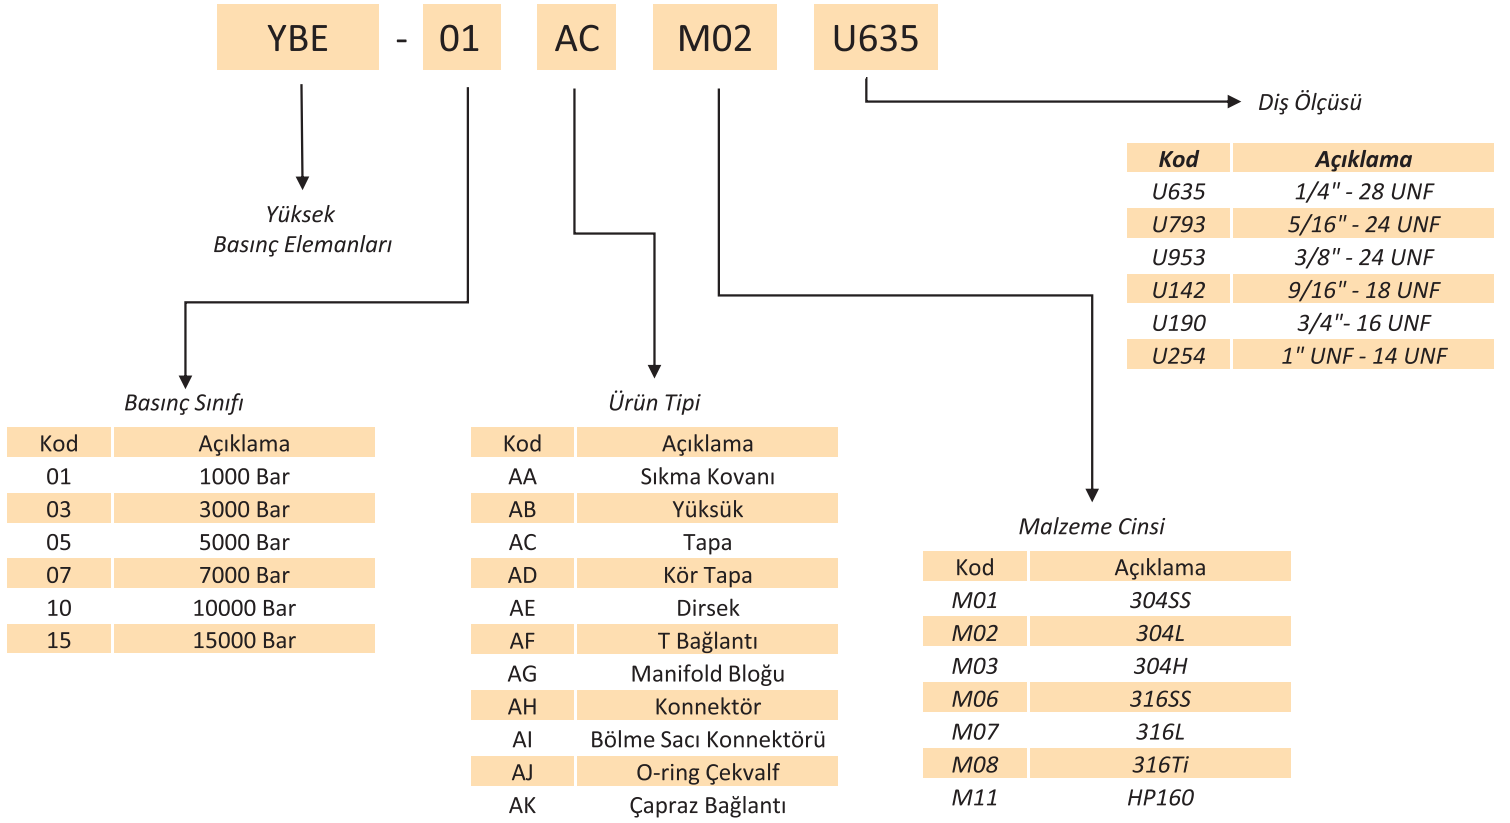 YBE - 01 AC M02 U635
Diş Ölçüsü
Kod Açıklama
U635 1/4" - 28 UNF
U793 5/16" - 24 UNF
U953 3/8" - 24 UNF
U142 9/16" - 18 UNF
U190 3/4"- 16 UNF
U254 1" UNF - 14 UNF
Yüksek
Basınç Elemanları
Basınç Sınıfı
Kod Açıklama
01 1000 Bar
03 3000 Bar
05 5000 Bar
07 7000 Bar
10 10000 Bar
15 15000 Bar
Ürün Tipi
Kod Açıklama
AA Sıkma Kovanı
AB Yüksük
AC Tapa
AD Kör Tapa
AE Dirsek
AF T Bağlantı
AG Manifold Bloğu
AH Konnektör
AI Bölme Sacı Konnektörü
AJ O-ring Çekvalf
AK Çapraz Bağlantı
Malzeme Cinsi
Kod Açıklama
M01 304SS
M02 304L
M03 304H
M06 316SS
M07 316L
M08 316Ti
M11 HP160